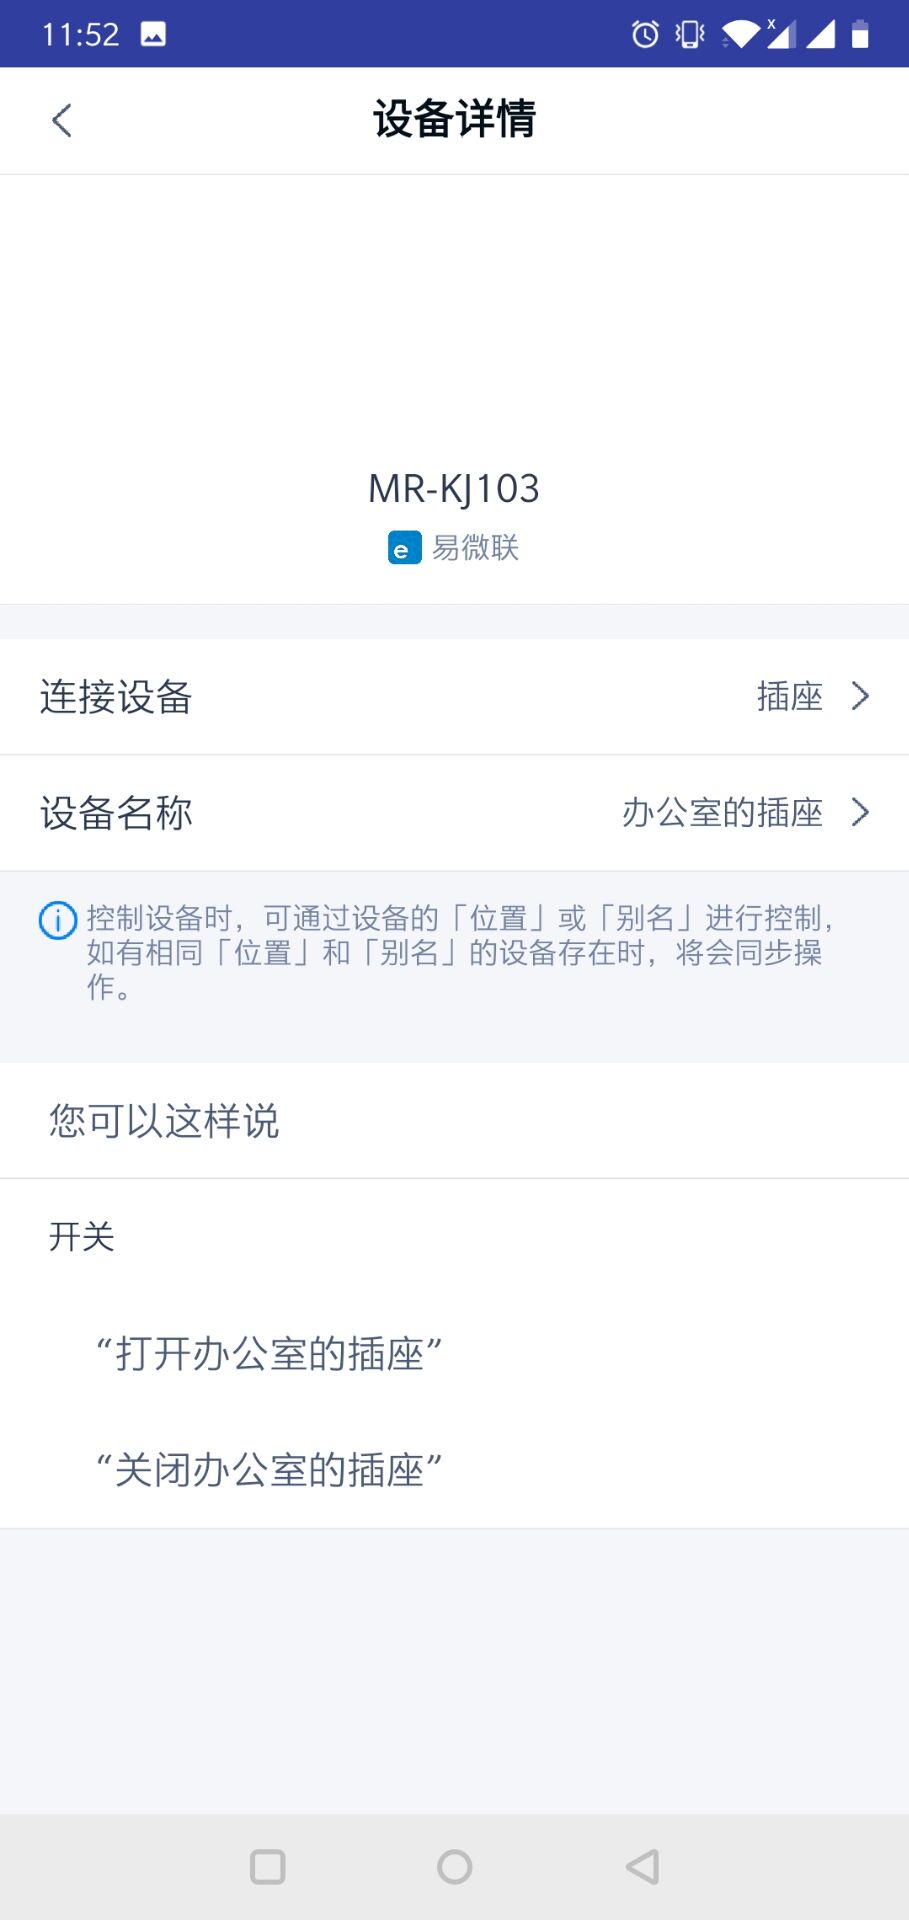 11:52
设备详情
MR-KJ103
e 易微联
连接设备 插座
设备名称 办公室的插座
控制设备时，可通过设备的「位置」或「别名」进行控制，
如有相同「位置」和「别名」的设备存在时，将会同步操
作。
您可以这样说
开关
“打开办公室的插座”
“关闭办公室的插座”